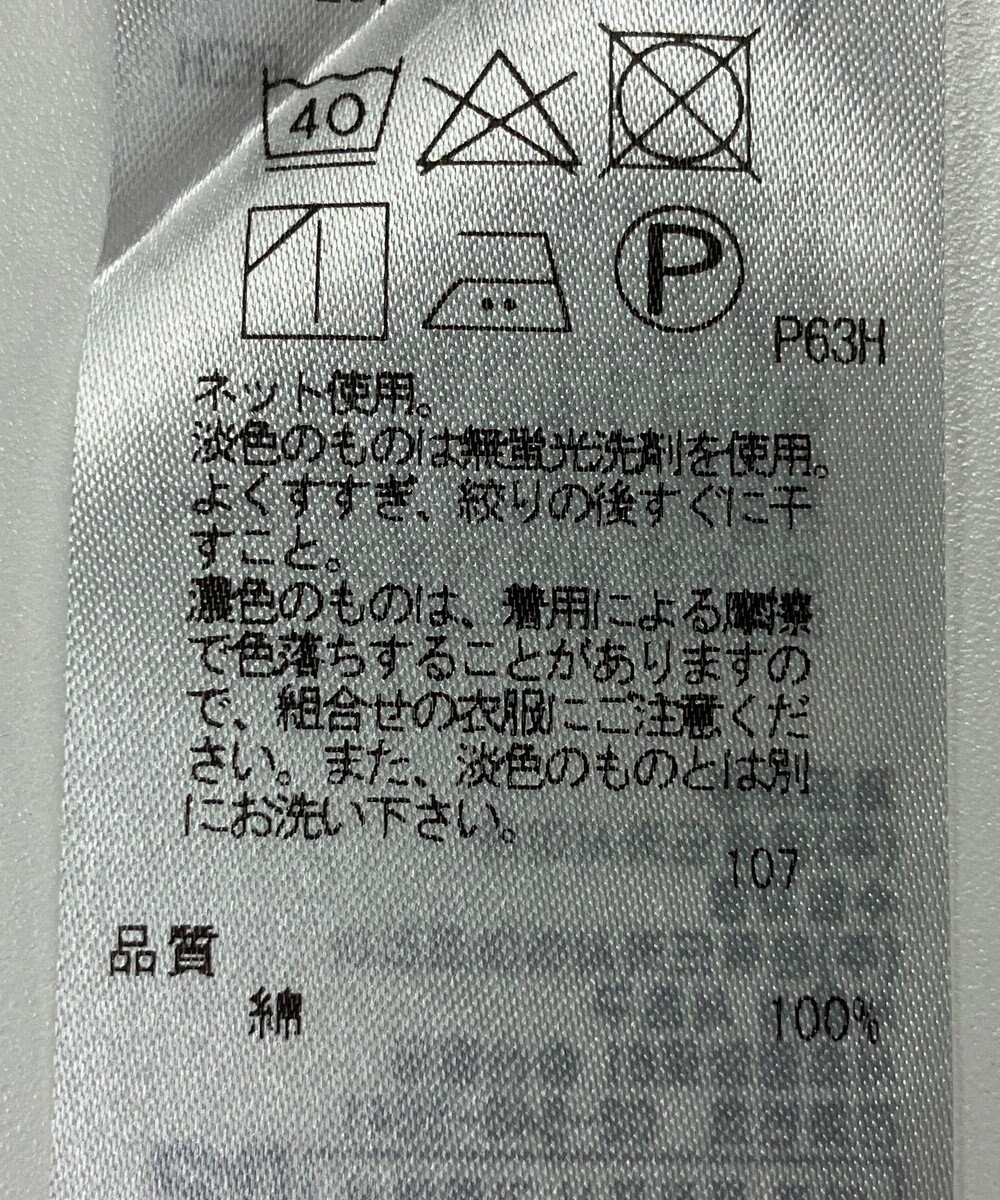 40
P
P63H
ネット使用。
淡色のものは無蛍光洗剤を使用。
よくすすぎ、絞りの後すぐに干
すこと。
濃色のものは、着用による摩擦
で色落ちすることがありますの
で、組合せの衣服にご注意くだ
さい。また、淡色のものとは別
にお洗い下さい。
107
品質
綿 100%